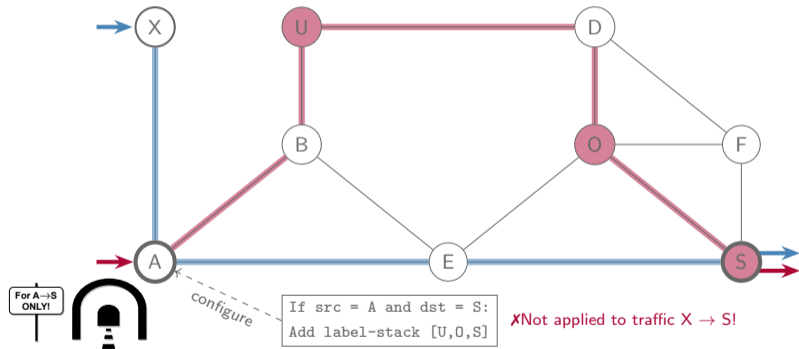 X
U
D
B
O
F
A
E
S
For A→S
ONLY!
configure
If src = A and dst = S:
Add label-stack [U,O,S]
✗Not applied to traffic X → S!